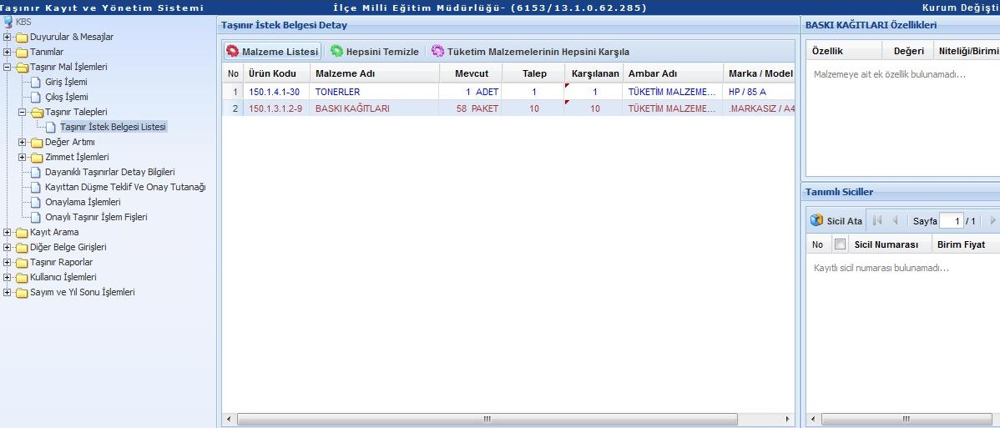 Taşınır Kayıt ve Yönetim Sistemi
İlçe Milli Eğitim Müdürlüğü- (6153/13.1.0.62.285)
Kurum Değişti
KBS
Duyurular & Mesajlar
Tanımlar
Taşınır Mal İşlemleri
Giriş İşlemi
Çıkış İşlemi
Taşınır Talepleri
Taşınır İstek Belgesi Listesi
Değer Artımı
Zimmet İşlemleri
Dayanıklı Taşınırlar Detay Bilgileri
Kayıttan Düşme Teklif Ve Onay Tutanağı
Onaylama İşlemleri
Onaylı Taşınır İşlem Fişleri
Kayıt Arama
Diğer Belge Girişleri
Taşınır Raporlar
Kullanıcı İşlemleri
Sayım ve Yıl Sonu İşlemleri
Taşınır İstek Belgesi Detay
Malzeme Listesi Hepsini Temizle Tüketim Malzemelerinin Hepsini Karşıla
No Ürün Kodu Malzeme Adı Mevcut Talep Karşılanan Ambar Adı Marka / Model
1 150.1.4.1-30 TONERLER 1 ADET 1 1 TÜKETİM MALZEME... HP / 85 A
2 150.1.3.1.2-9 BASKI KAĞITLARI 58 PAKET 10 10 TÜKETİM MALZEME... .MARKASIZ / A4
BASKI KAĞITLARI Özellikleri
Özellik Değeri Niteliği/Birimi
Malzemeye ait ek özellik bulunamadı...
Tanımlı Siciller
Sicil Ata Sayfa 1 / 1
No Sicil Numarası Birim Fiyat
Kayıtlı sicil numarası bulunamadı...